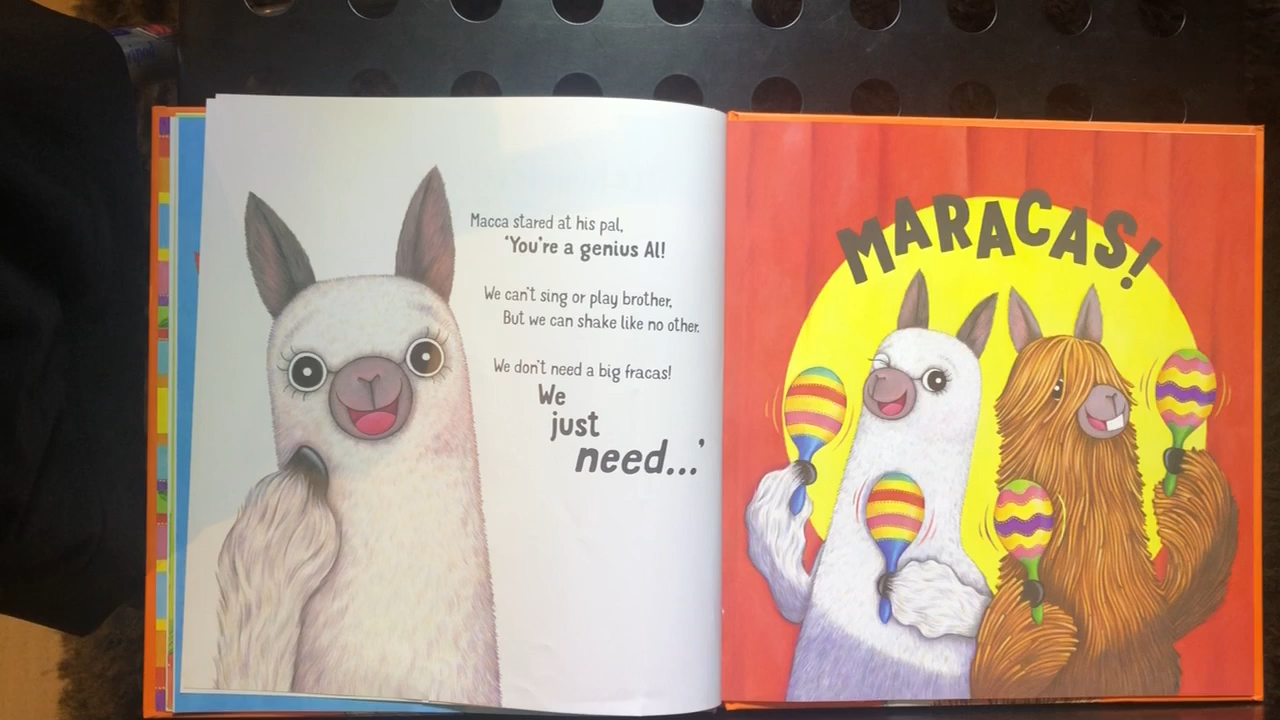 Macca stared at his pal,
‘You're a genius Al!
We can't sing or play brother,
But we can shake like no other.
We don't need a big fracas!
We
just
need...’
MARACAS!